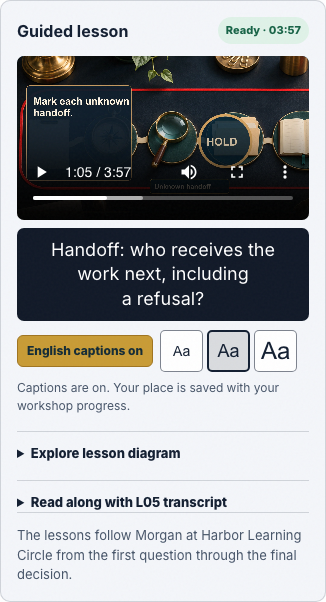 Guided lesson
Ready · 03:57
Mark each unknown
handoff.
HOLD
1:05 / 3:57
Unknown handoff
Handoff: who receives the
work next, including
a refusal?
English captions on
Aa
Aa
Aa
Captions are on. Your place is saved with your
workshop progress.
Explore lesson diagram
Read along with L05 transcript
The lessons follow Morgan at Harbor Learning
Circle from the first question through the final
decision.